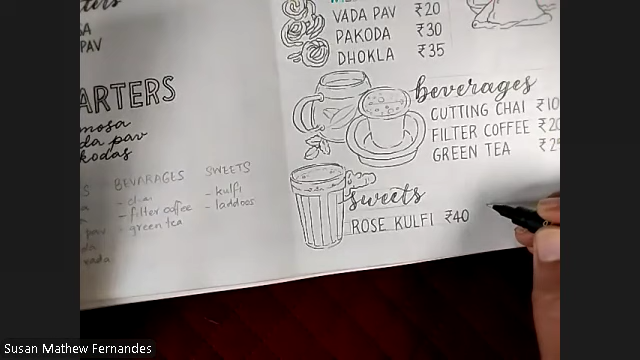 PAV
ARTERS
BEVARAGES
- chai
- filter coffee
- green tea
SWEETS
- kulfi
- laddoos
VADA PAV ₹20
PAKODA ₹30
DHOKLA ₹35
beverages
CUTTING CHAI ₹10
FILTER COFFEE ₹20
GREEN TEA ₹25
sweets
ROSE KULFI ₹40
Susan Mathew Fernandes